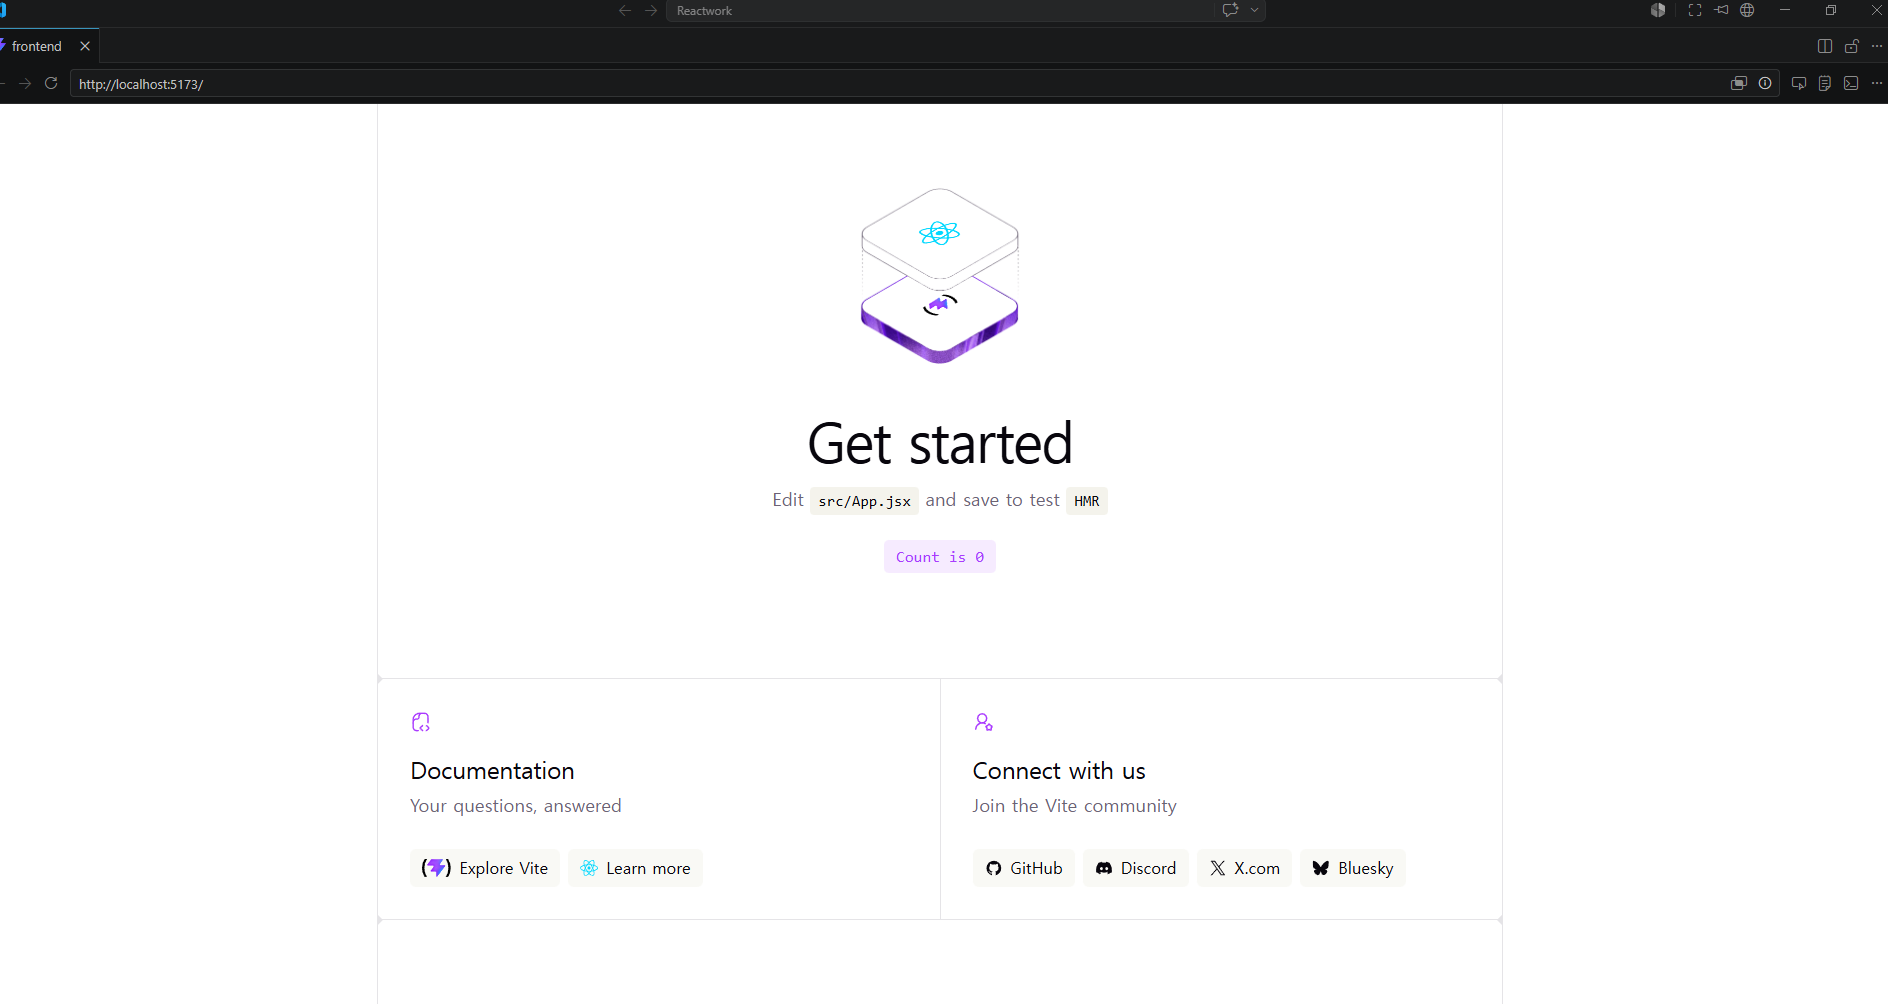 Reactwork
frontend
http://localhost:5173/
Get started
Edit src/App.jsx and save to test HMR
Count is 0
Documentation
Your questions, answered
Explore Vite
Learn more
Connect with us
Join the Vite community
GitHub
Discord
X.com
Bluesky